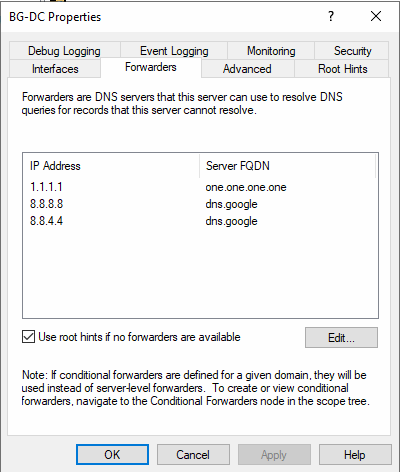 BG-DC Properties
?
Debug Logging Event Logging Monitoring Security
Interfaces Forwarders Advanced Root Hints
Forwarders are DNS servers that this server can use to resolve DNS
queries for records that this server cannot resolve.
IP Address Server FQDN
1.1.1.1 one.one.one.one
8.8.8.8 dns.google
8.8.4.4 dns.google
Use root hints if no forwarders are available Edit...
Note: If conditional forwarders are defined for a given domain, they will
be used instead of server-level forwarders. To create or view conditional
forwarders, navigate to the Conditional Forwarders node in the scope tree.
OK Cancel Apply Help